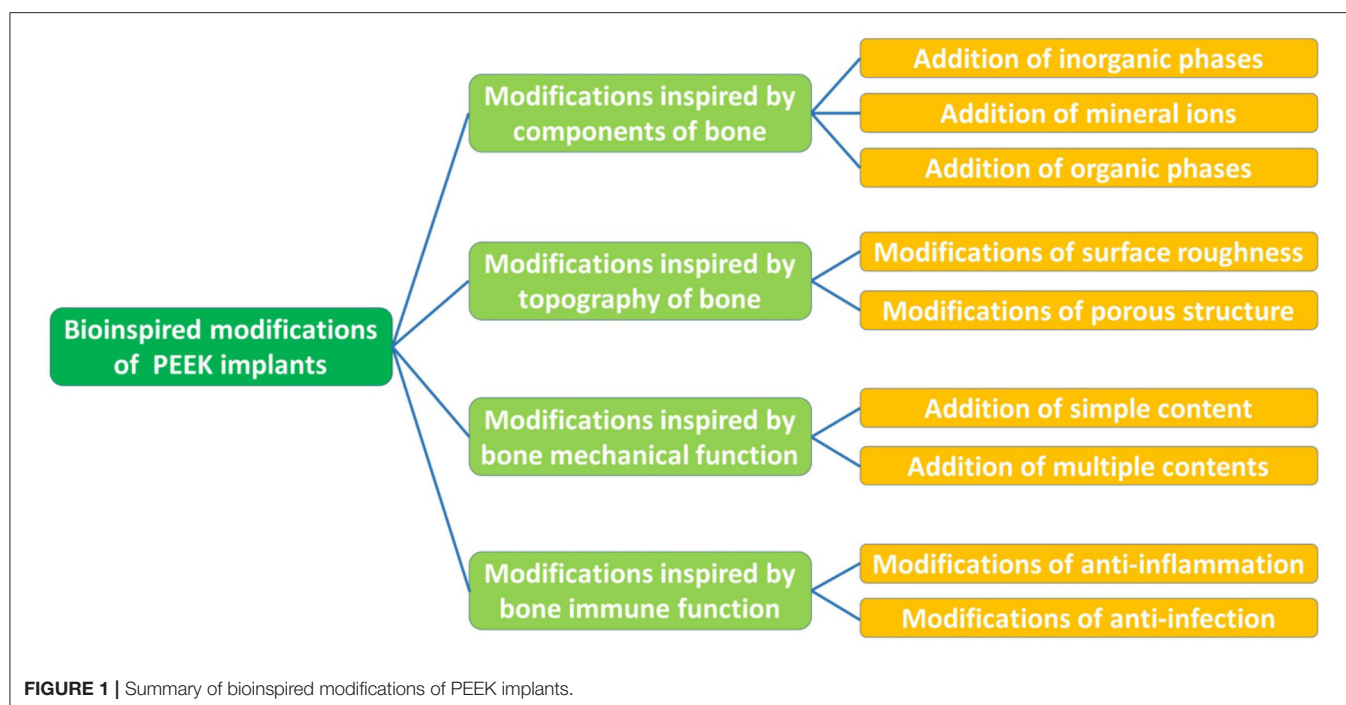 Bioinspired modifications
of PEEK implants
Modifications inspired by
components of bone
Addition of inorganic phases
Addition of mineral ions
Addition of organic phases
Modifications inspired by
topography of bone
Modifications of surface roughness
Modifications of porous structure
Modifications inspired by
bone mechanical function
Addition of simple content
Addition of multiple contents
Modifications inspired by
bone immune function
Modifications of anti-inflammation
Modifications of anti-infection
FIGURE 1 | Summary of bioinspired modifications of PEEK implants.